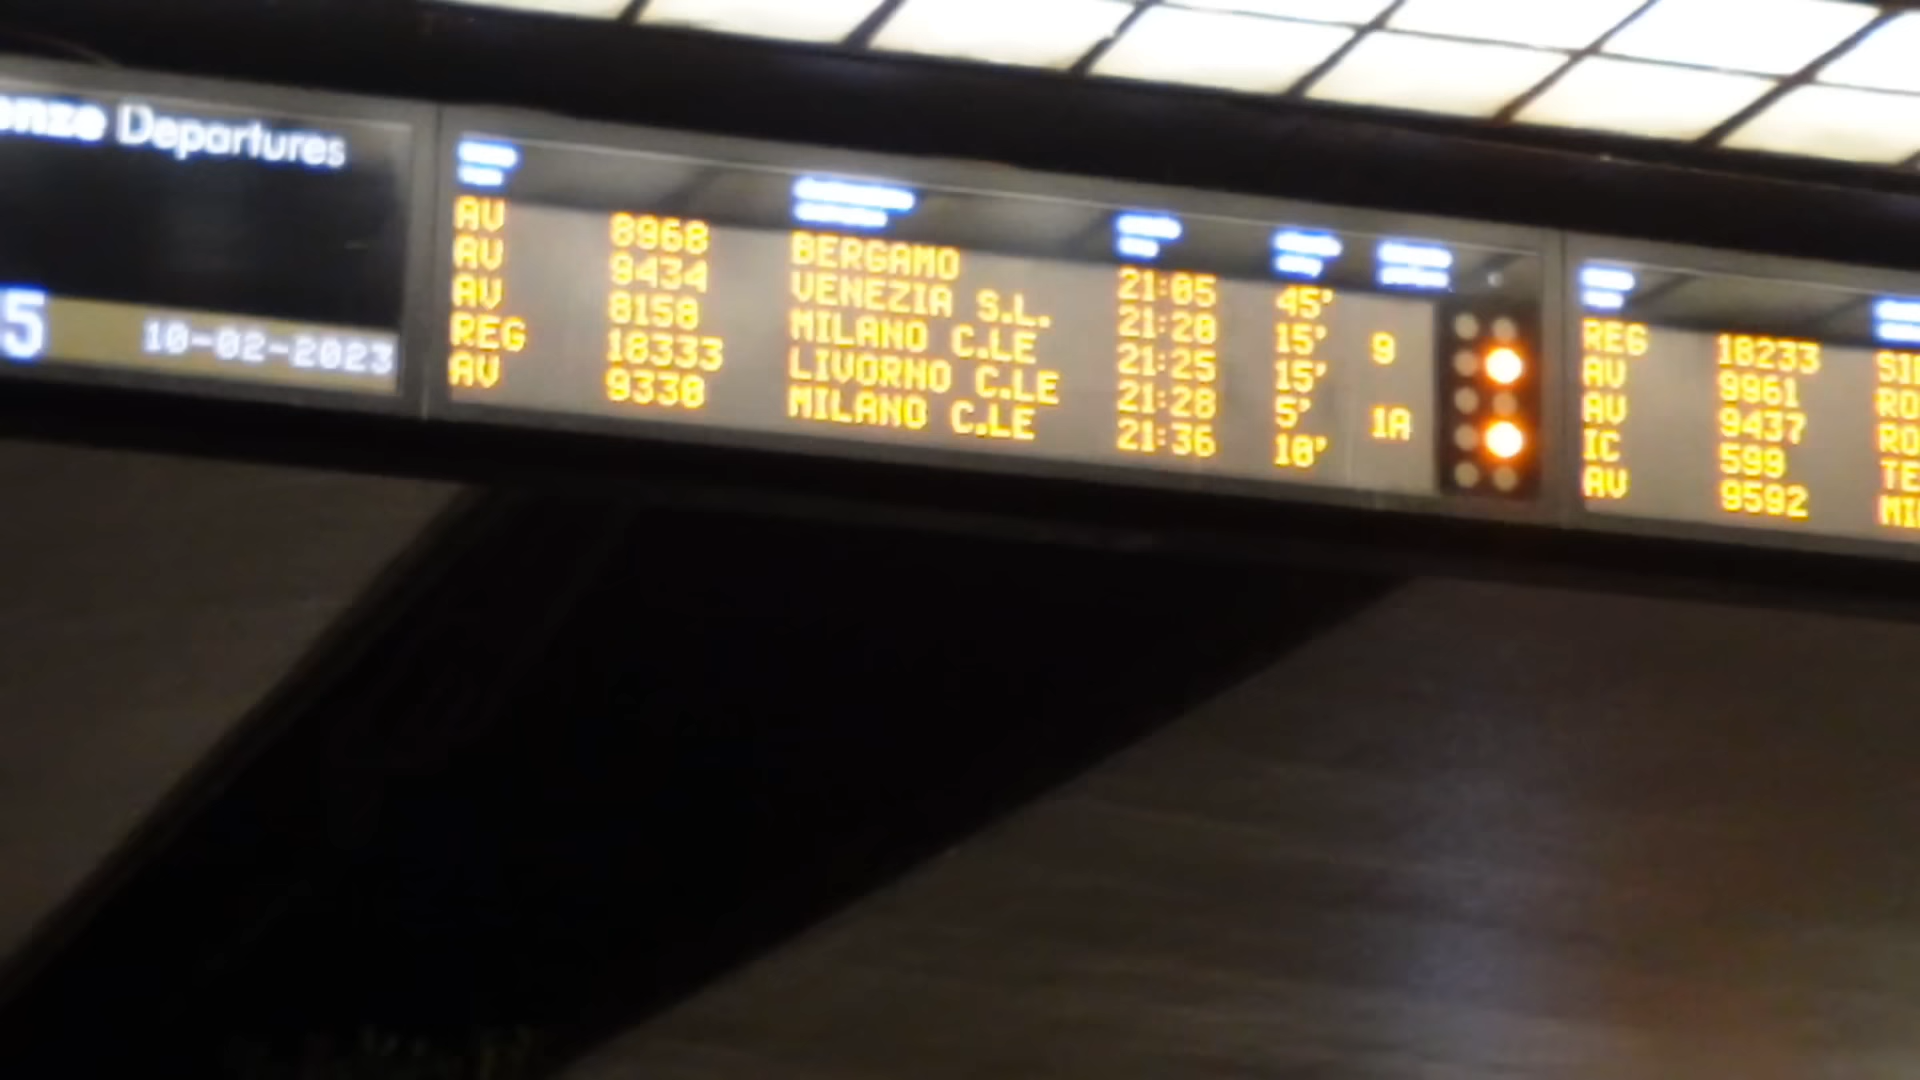 Departures
5 10-02-2023
AV 8968 BERGAMO 21:05 45'
AV 9434 VENEZIA S.L. 21:20 15'
AV 8158 MILANO C.LE 21:25 15' 9
REG 18333 LIVORNO C.LE 21:28 5'
AV 9330 MILANO C.LE 21:36 10' 1A
REG 18233
AV 9961
AV 9437
IC 599
AV 9592